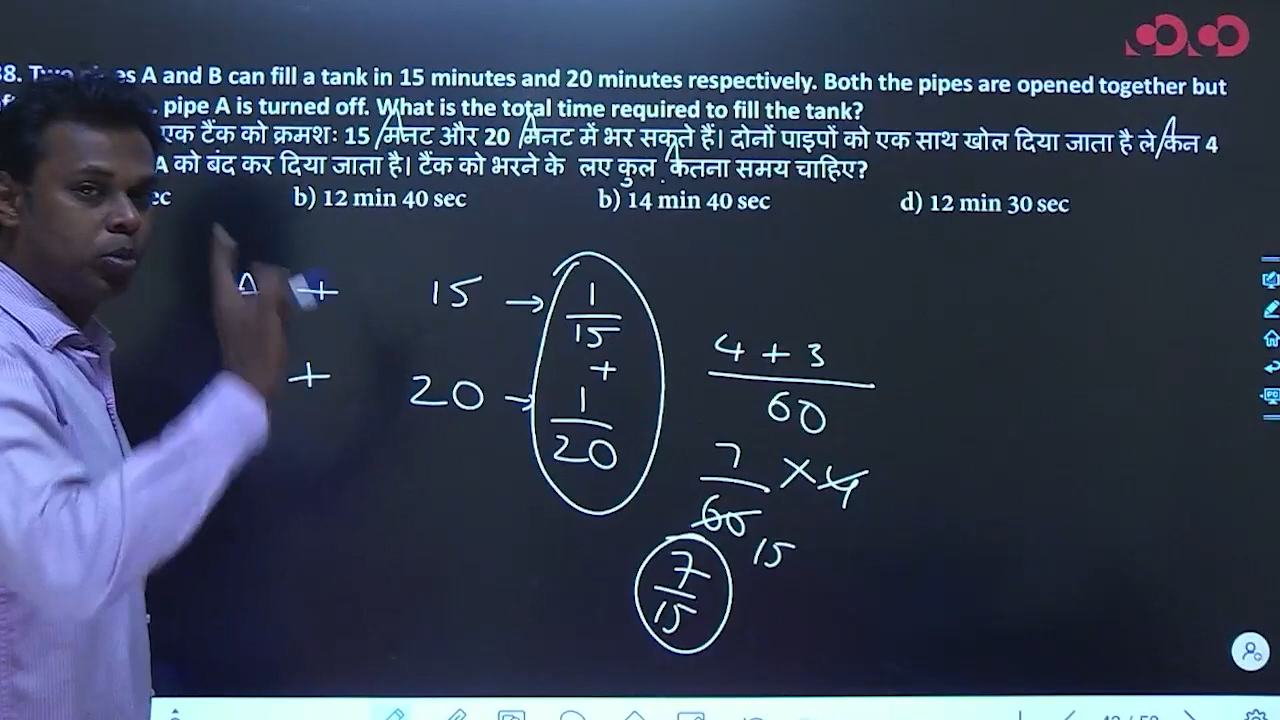 8. Two pipes A and B can fill a tank in 15 minutes and 20 minutes respectively. Both the pipes are opened together but
pipe A is turned off. What is the total time required to fill the tank?
एक टैंक को क्रमशः 15 मिनट और 20 मिनट में भर सकते हैं। दोनों पाइपों को एक साथ खोल दिया जाता है लेकिन 4
A को बंद कर दिया जाता है। टैंक को भरने के लिए कुल कितना समय चाहिए?
ec b) 12 min 40 sec b) 14 min 40 sec d) 12 min 30 sec
A + 15 → 1/15
+
+ 20 → 1/20
4 + 3
60
7/60 × 4
15
7/15